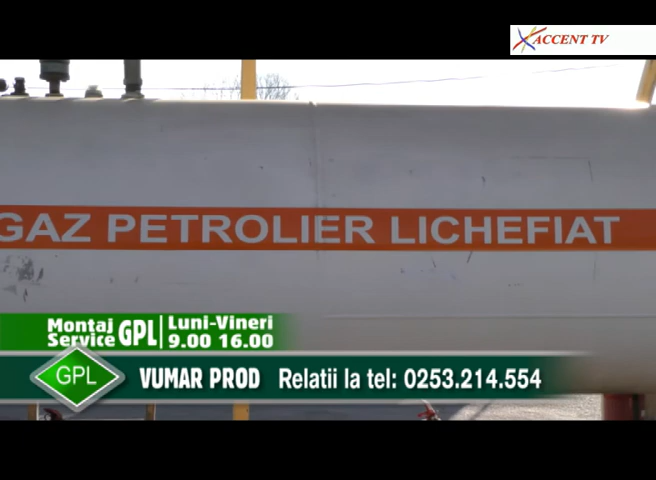 ACCENT TV
GAZ PETROLIER LICHEFIAT
Montaj
Service
GPL
Luni-Vineri
9.00 16.00
GPL
VUMAR PROD Relatii la tel: 0253.214.554